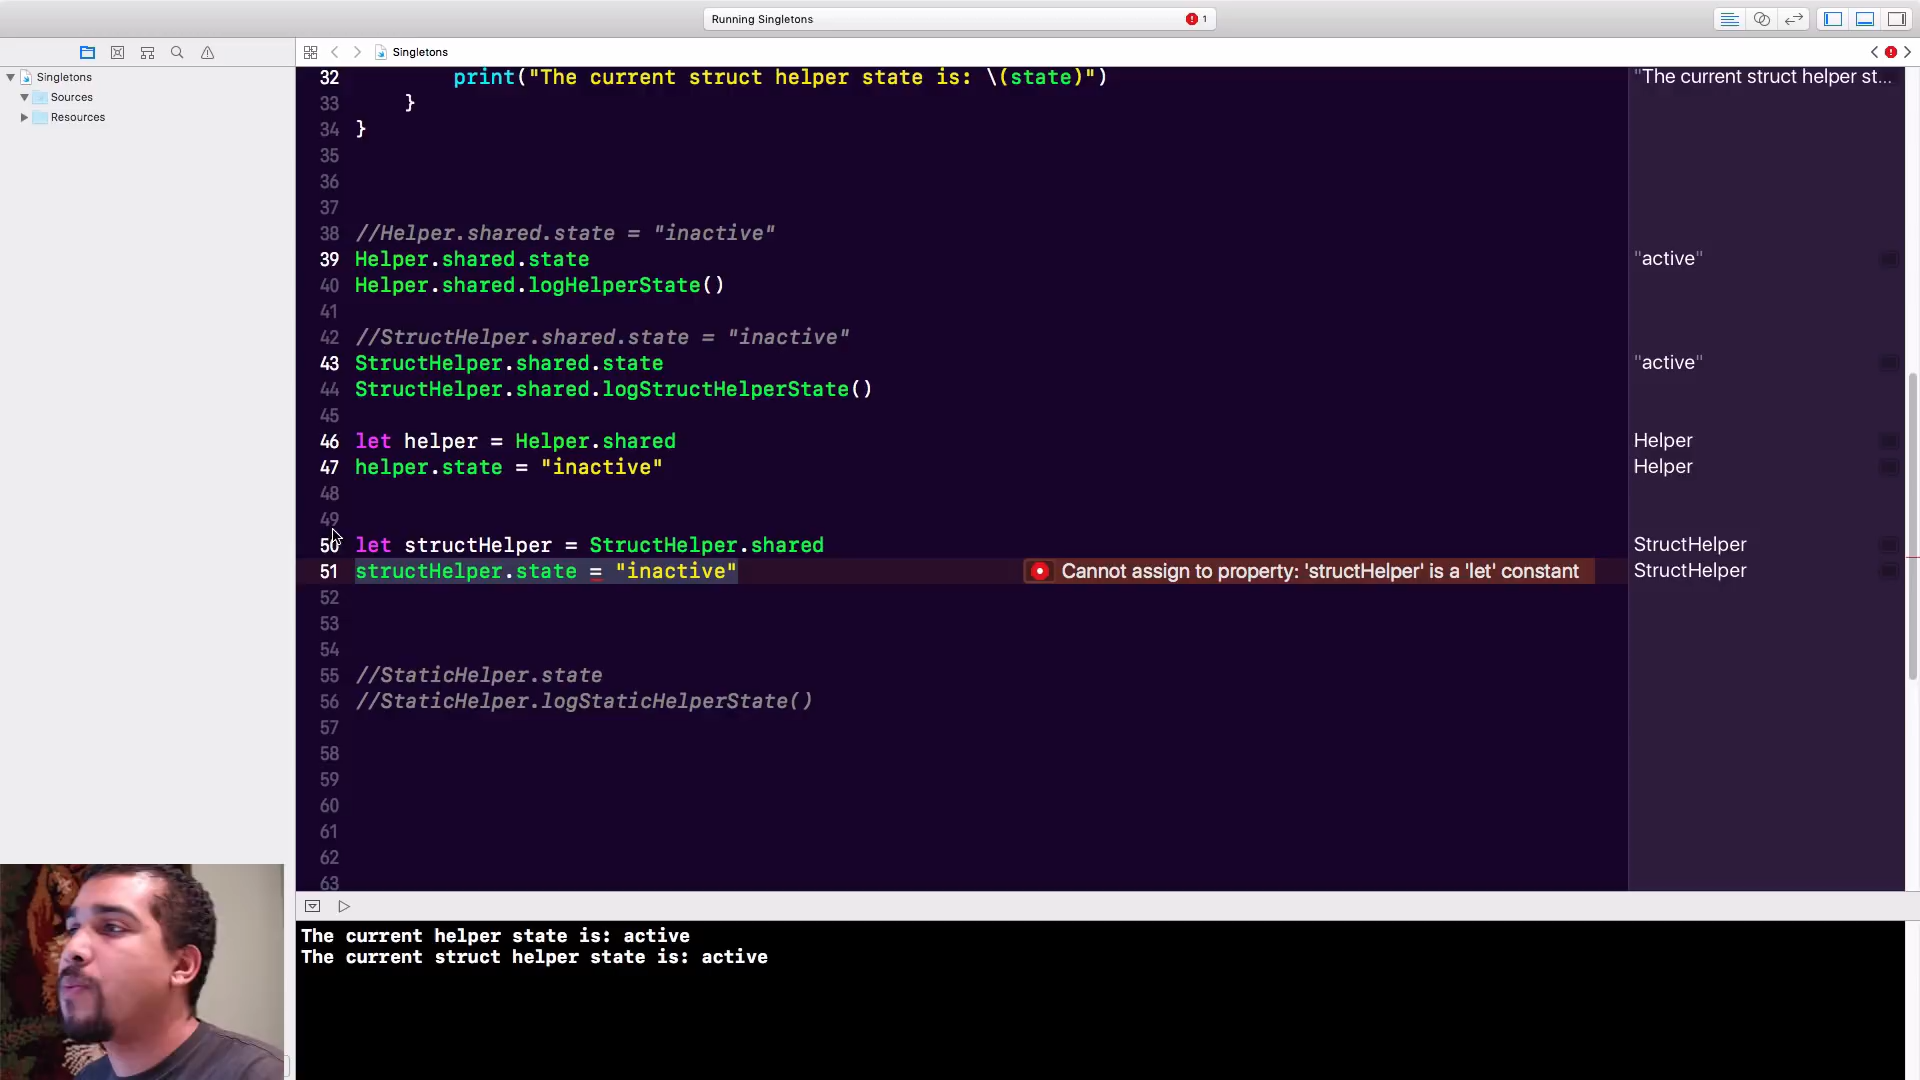 Running Singletons
1
Singletons
Singletons
Sources
Resources
32 print("The current struct helper state is: \(state)")
"The current struct helper st...
33 }
34 }
35
36
37
38 //Helper.shared.state = "inactive"
39 Helper.shared.state
"active"
40 Helper.shared.logHelperState()
41
42 //StructHelper.shared.state = "inactive"
43 StructHelper.shared.state
"active"
44 StructHelper.shared.logStructHelperState()
45
46 let helper = Helper.shared
Helper
47 helper.state = "inactive"
Helper
48
49
50 let structHelper = StructHelper.shared
StructHelper
51 structHelper.state = "inactive"
Cannot assign to property: 'structHelper' is a 'let' constant
StructHelper
52
53
54
55 //StaticHelper.state
56 //StaticHelper.logStaticHelperState()
57
58
59
60
61
62
63
The current helper state is: active
The current struct helper state is: active